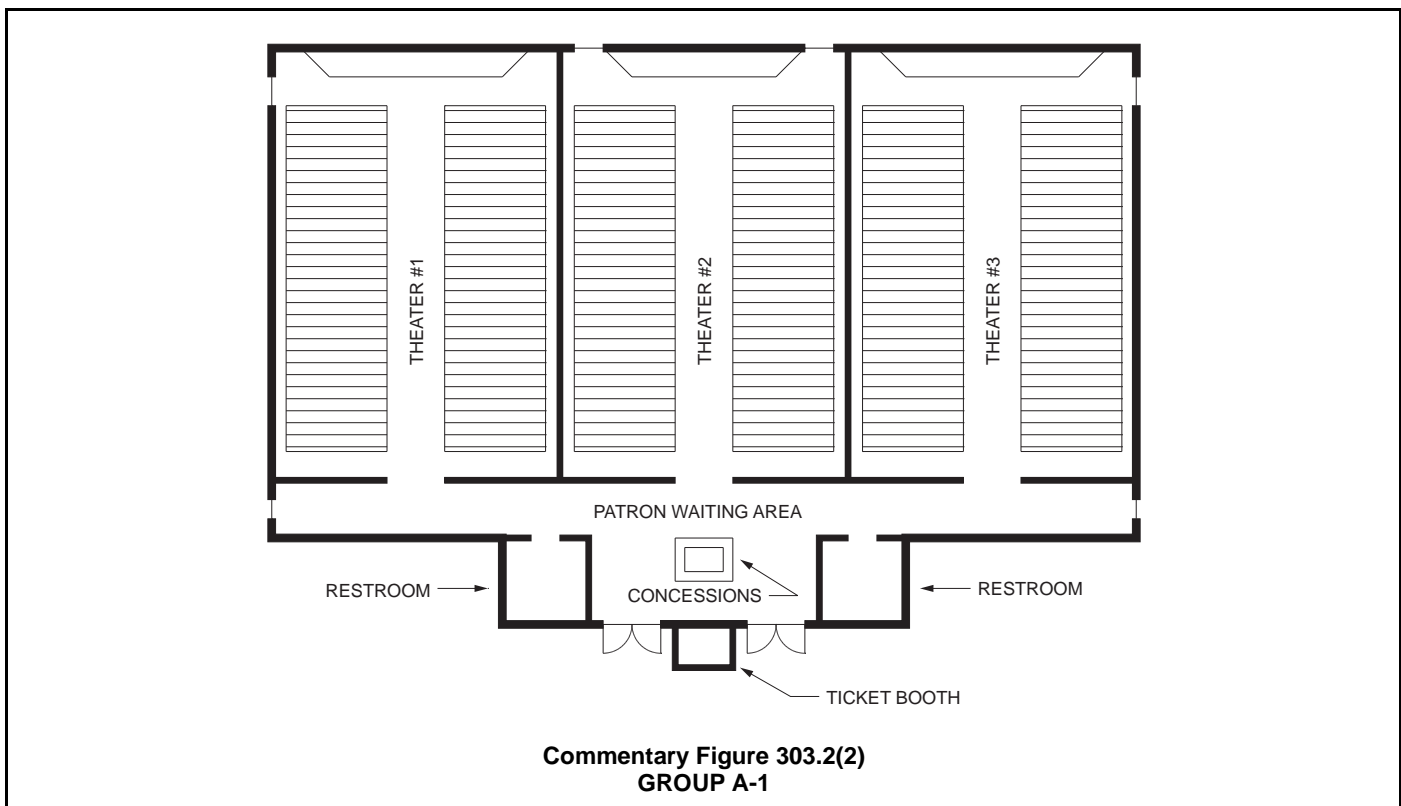 THEATER #1
THEATER #2
THEATER #3
PATRON WAITING AREA
RESTROOM
CONCESSIONS
RESTROOM
TICKET BOOTH
Commentary Figure 303.2(2)
GROUP A-1